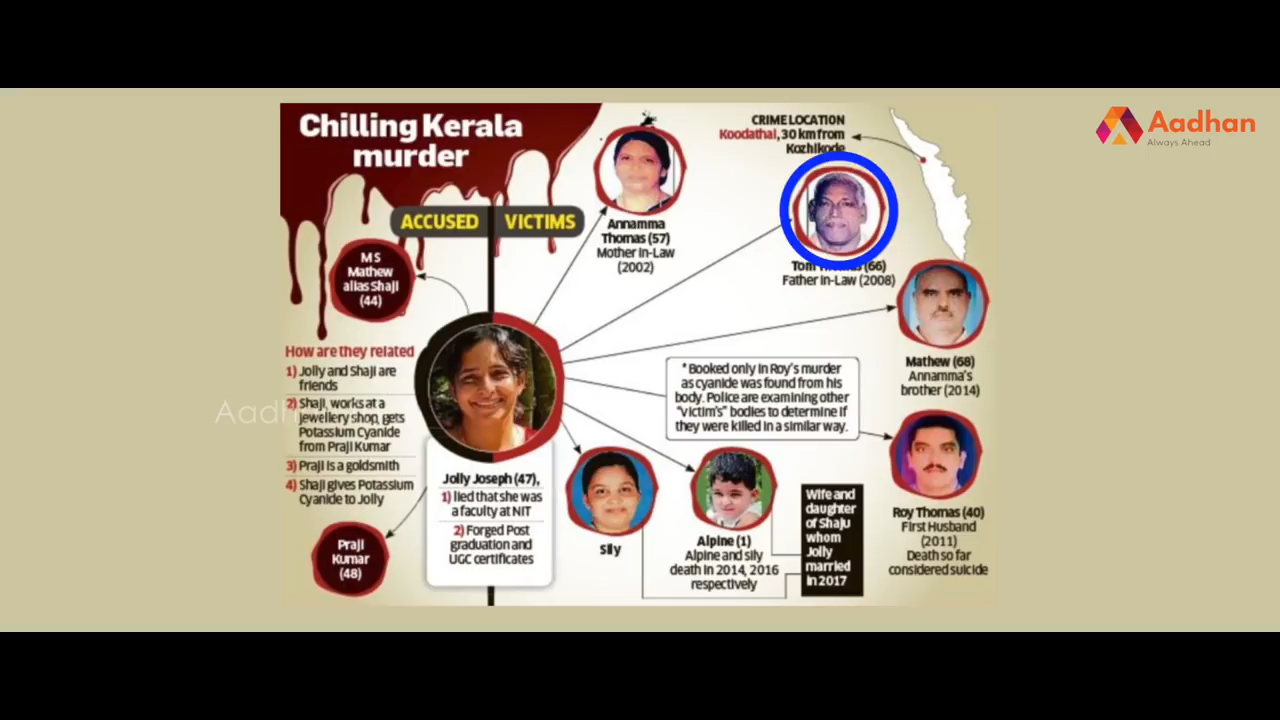 Chilling Kerala
murder
ACCUSED
VICTIMS
CRIME LOCATION
Koodathai, 30 km from
Kozhikode
Aadhan
Always Ahead
Annamma
Thomas (57)
Mother in-Law
(2002)
(66)
Father in-Law (2008)
M S
Mathew
alias Shaji
(44)
Mathew (68)
Annamma's
brother (2014)
How are they related
1) Jolly and Shaji are
friends
2) Shaji, works at a
jewellery shop, gets
Potassium Cyanide
from Praji Kumar
3) Praji is a goldsmith
4) Shaji gives Potassium
Cyanide to Jolly
* Booked only in Roy's murder
as cyanide was found from his
body. Police are examining other
"victim's" bodies to determine if
they were killed in a similar way.
Jolly Joseph (47),
1) lied that she was
a faculty at NIT
2) Forged Post
graduation and
UGC certificates
Praji
Kumar
(48)
Sily
Alpine (1)
Alpine and sily
death in 2014, 2016
respectively
Wife and
daughter
of Shaju
whom
Jolly
married
in 2017
Roy Thomas (40)
First Husband
(2011)
Death so far
considered suicide